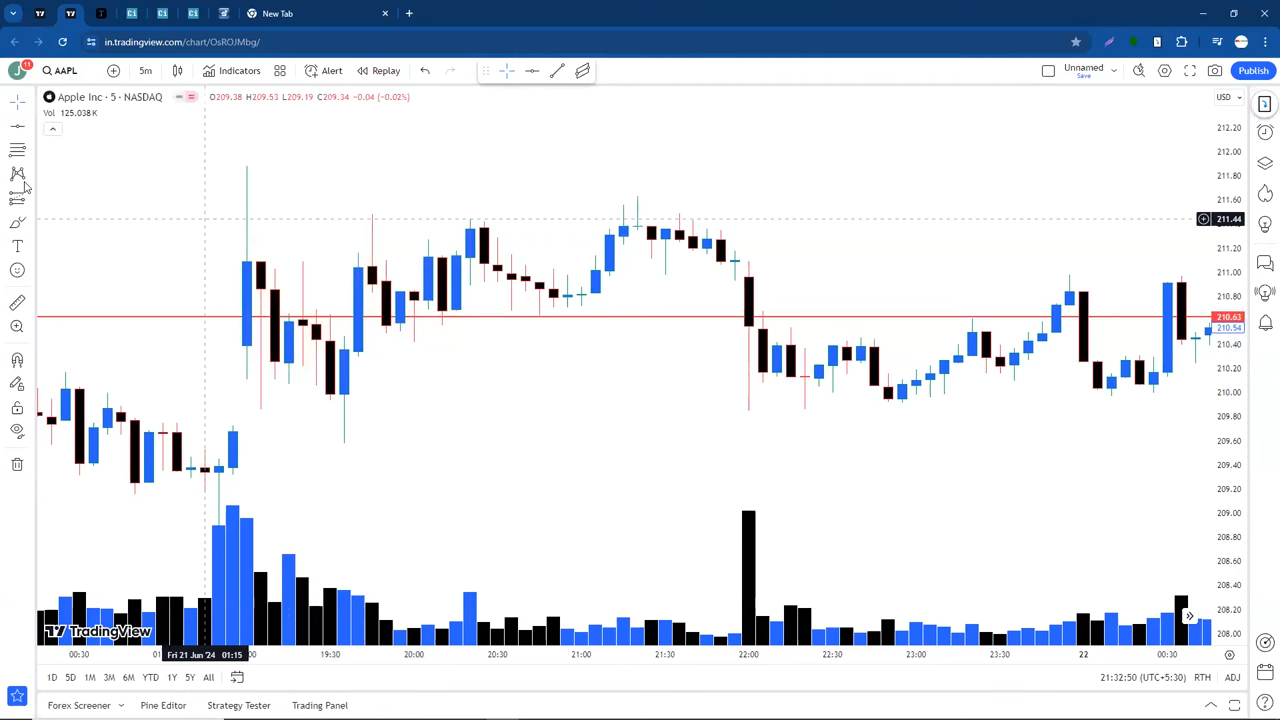 New Tab
in.tradingview.com/chart/OsROJMbg/
J 11 AAPL 5m Indicators Alert Replay Unnamed Save Publish
Apple Inc · 5 · NASDAQ O209.38 H209.53 L209.19 C209.34 −0.04 (−0.02%) USD
Vol 125.038 K
212.20
212.00
211.80
211.60
211.44
211.20
211.00
210.80
210.63
210.54
210.40
210.20
210.00
209.80
209.60
209.40
209.20
209.00
208.80
208.60
208.40
208.20
208.00
TradingView
00:30 Fri 21 Jun '24 01:15 19:30 20:00 20:30 21:00 21:30 22:00 22:30 23:00 23:30 22 00:30
1D 5D 1M 3M 6M YTD 1Y 5Y All 21:32:50 (UTC+5:30) RTH ADJ
Forex Screener Pine Editor Strategy Tester Trading Panel